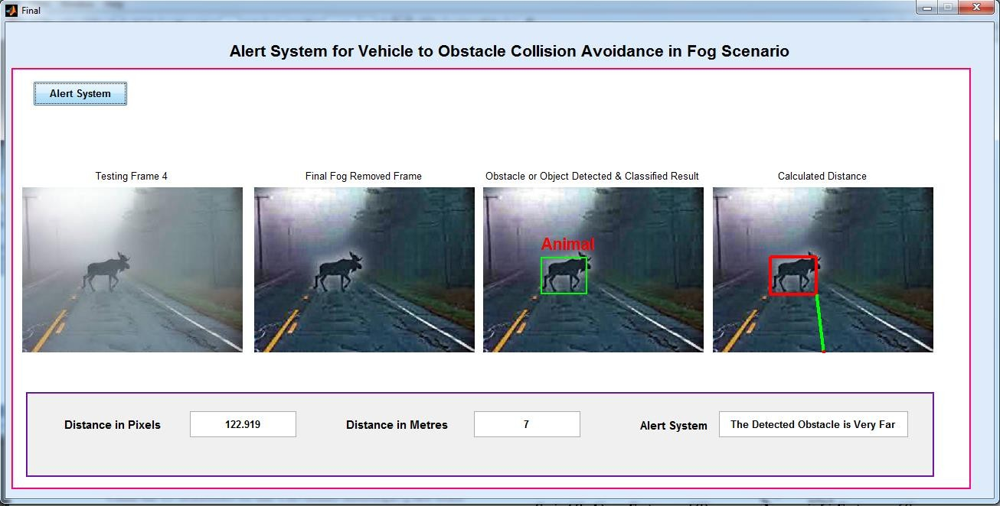 Final
Alert System for Vehicle to Obstacle Collision Avoidance in Fog Scenario
Alert System
Testing Frame 4
Final Fog Removed Frame
Obstacle or Object Detected & Classified Result
Calculated Distance
Animal
Distance in Pixels
122.919
Distance in Metres
7
Alert System
The Detected Obstacle is Very Far